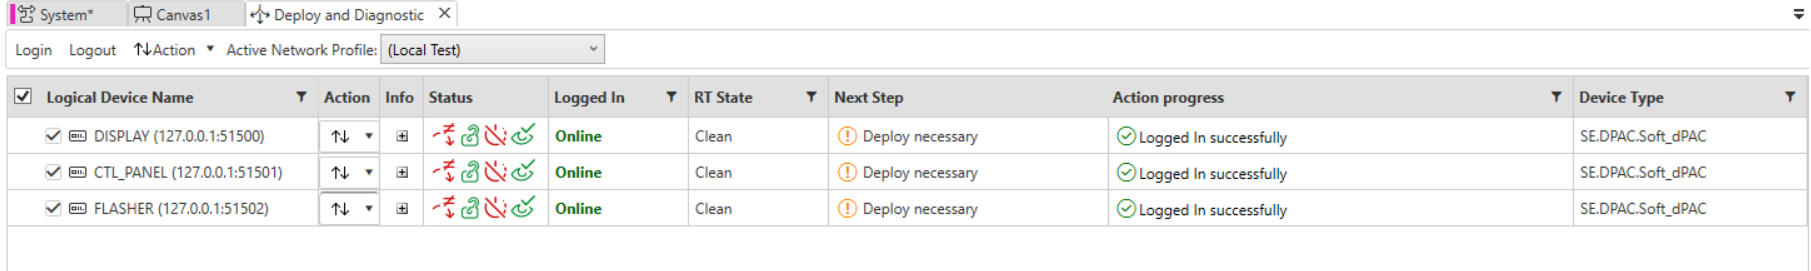 System* Canvas1 Deploy and Diagnostic
Login Logout Action Active Network Profile: (Local Test)
Logical Device Name Action Info Status Logged In RT State Next Step Action progress Device Type
DISPLAY (127.0.0.1:51500) Online Clean Deploy necessary Logged In successfully SE.DPAC.Soft_dPAC
CTL_PANEL (127.0.0.1:51501) Online Clean Deploy necessary Logged In successfully SE.DPAC.Soft_dPAC
FLASHER (127.0.0.1:51502) Online Clean Deploy necessary Logged In successfully SE.DPAC.Soft_dPAC